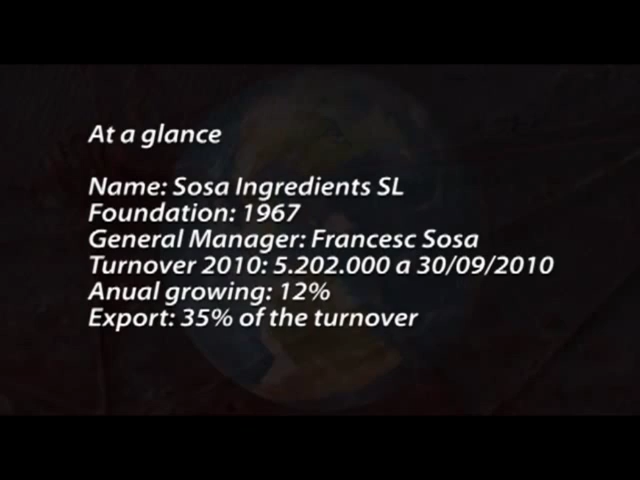 At a glance
Name: Sosa Ingredients SL
Foundation: 1967
General Manager: Francesc Sosa
Turnover 2010: 5.202.000 a 30/09/2010
Anual growing: 12%
Export: 35% of the turnover